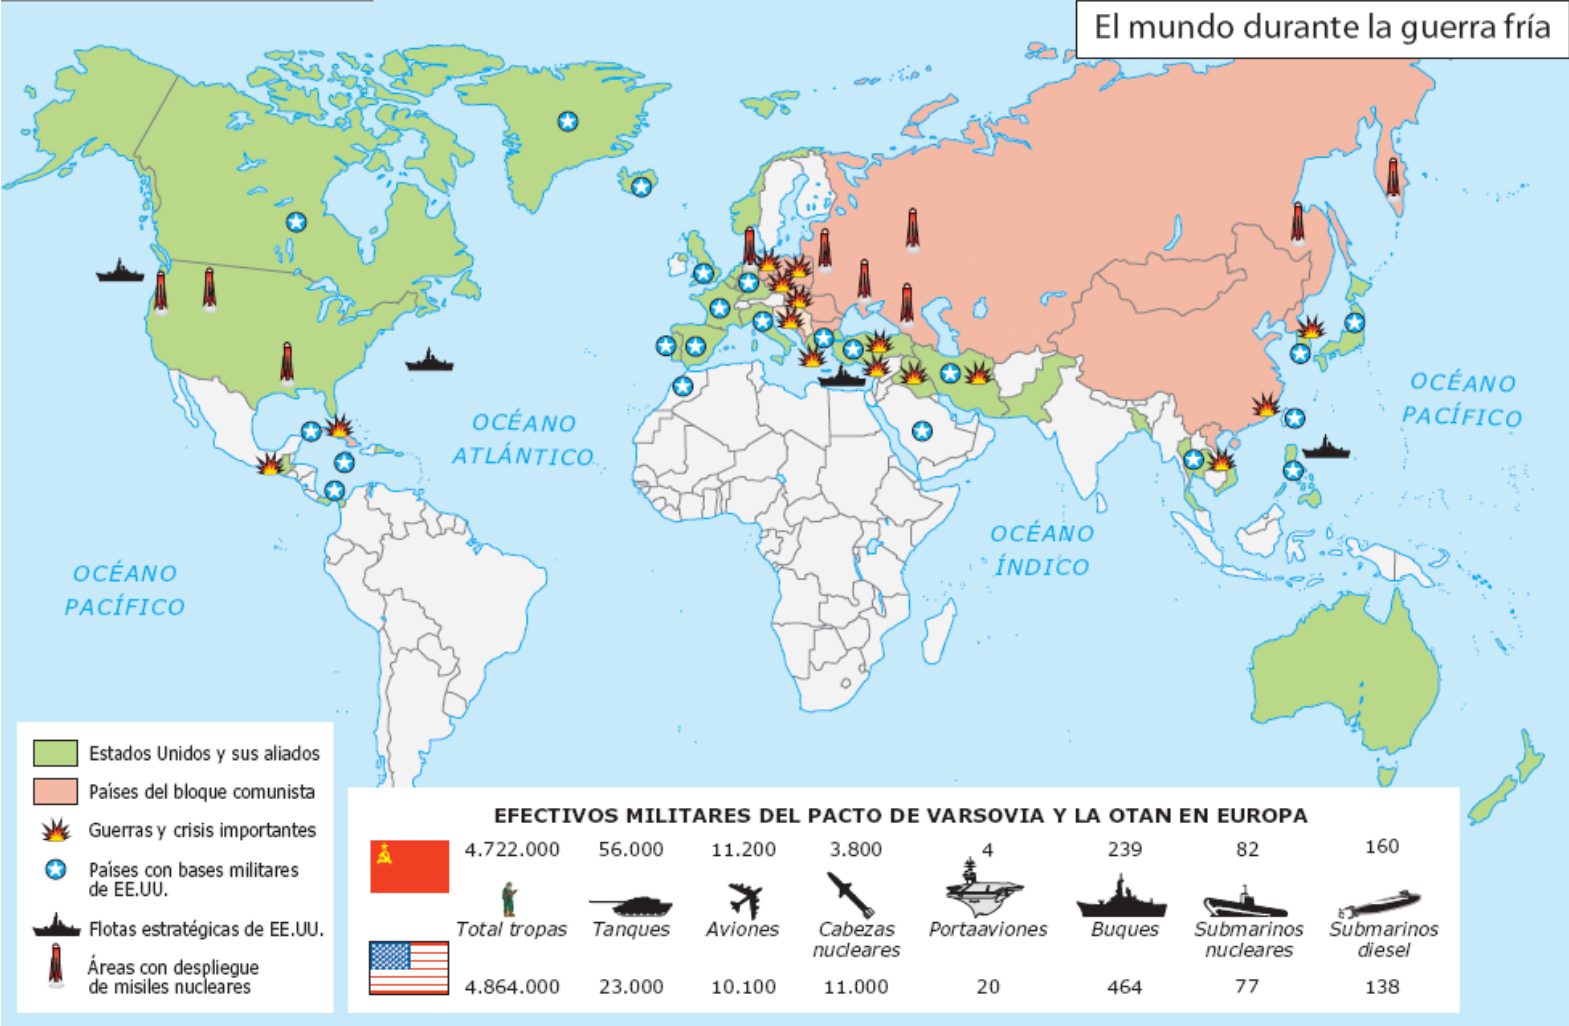 El mundo durante la guerra fría
OCÉANO
ATLÁNTICO
OCÉANO
PACÍFICO
OCÉANO
ÍNDICO
OCÉANO
PACÍFICO
Estados Unidos y sus aliados
Países del bloque comunista
Guerras y crisis importantes
Países con bases militares
de EE.UU.
Flotas estratégicas de EE.UU.
Áreas con despliegue
de misiles nucleares
EFECTIVOS MILITARES DEL PACTO DE VARSOVIA Y LA OTAN EN EUROPA
4.722.000 56.000 11.200 3.800 4 239 82 160
Total tropas Tanques Aviones Cabezas Portaaviones Buques Submarinos Submarinos
nucleares nucleares diesel
4.864.000 23.000 10.100 11.000 20 464 77 138